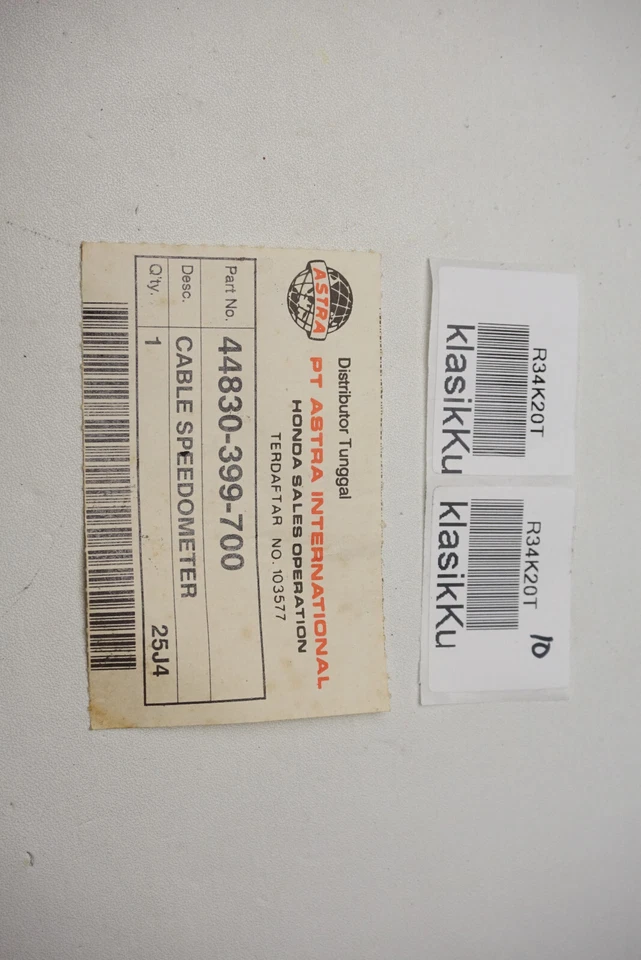 ASTRA
Distributor Tunggal
PT ASTRA INTERNATIONAL
HONDA SALES OPERATION
TERDAFTAR NO. 103577
Part No. 44830-399-700
Desc. CABLE SPEEDOMETER
Q'ty. 1 25J4
R34K20T
klasikKu
R34K20T 10
klasikKu